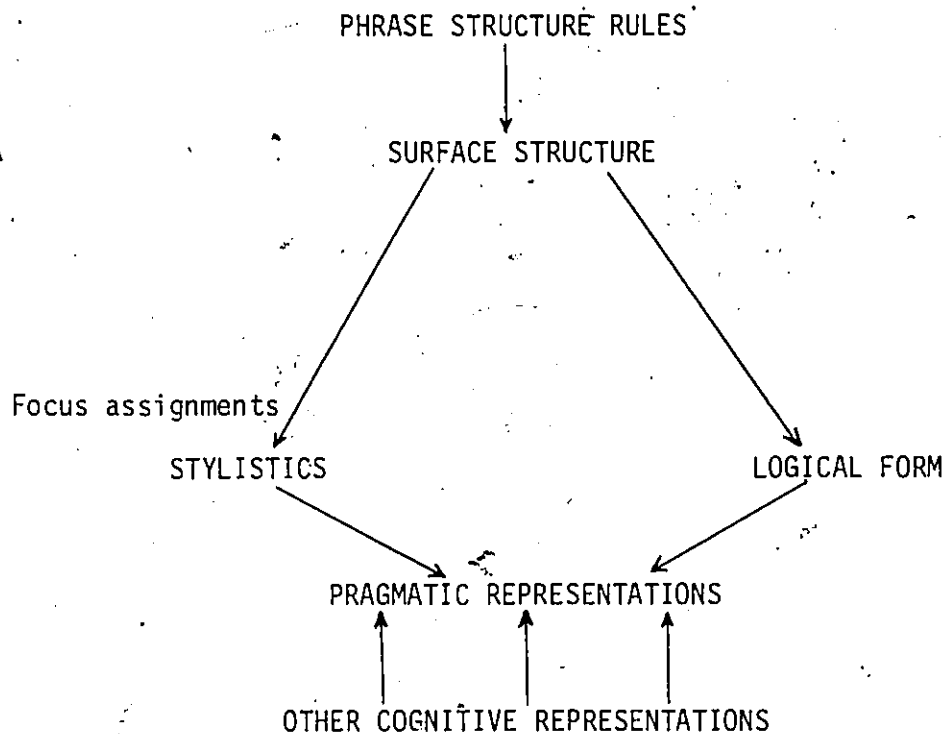 PHRASE STRUCTURE RULES
SURFACE STRUCTURE
Focus assignments
STYLISTICS
LOGICAL FORM
PRAGMATIC REPRESENTATIONS
OTHER COGNITIVE REPRESENTATIONS